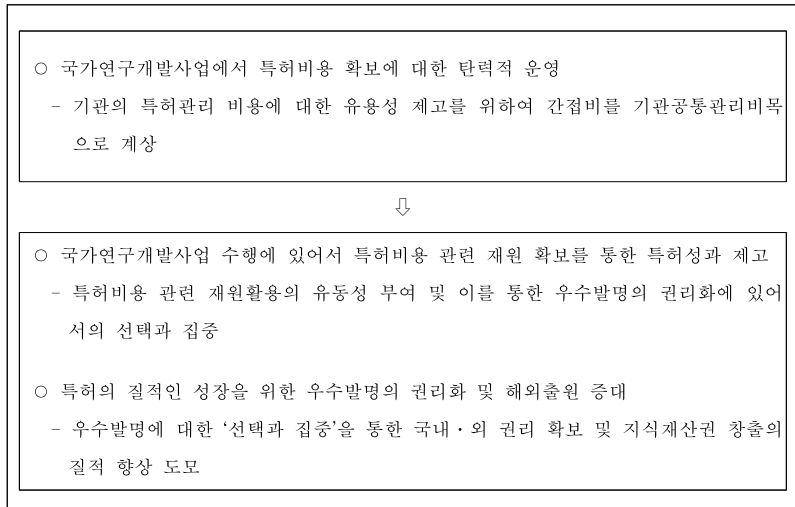 ○ 국가연구개발사업에서 특허비용 확보에 대한 탄력적 운영
- 기관의 특허관리 비용에 대한 유용성 제고를 위하여 간접비를 기관공통관리비목
으로 계상
⇩
○ 국가연구개발사업 수행에 있어서 특허비용 관련 재원 확보를 통한 특허성과 제고
- 특허비용 관련 재원활용의 유동성 부여 및 이를 통한 우수발명의 권리화에 있어
서의 선택과 집중
○ 특허의 질적인 성장을 위한 우수발명의 권리화 및 해외출원 증대
- 우수발명에 대한 ‘선택과 집중’을 통한 국내・외 권리 확보 및 지식재산권 창출의
질적 향상 도모